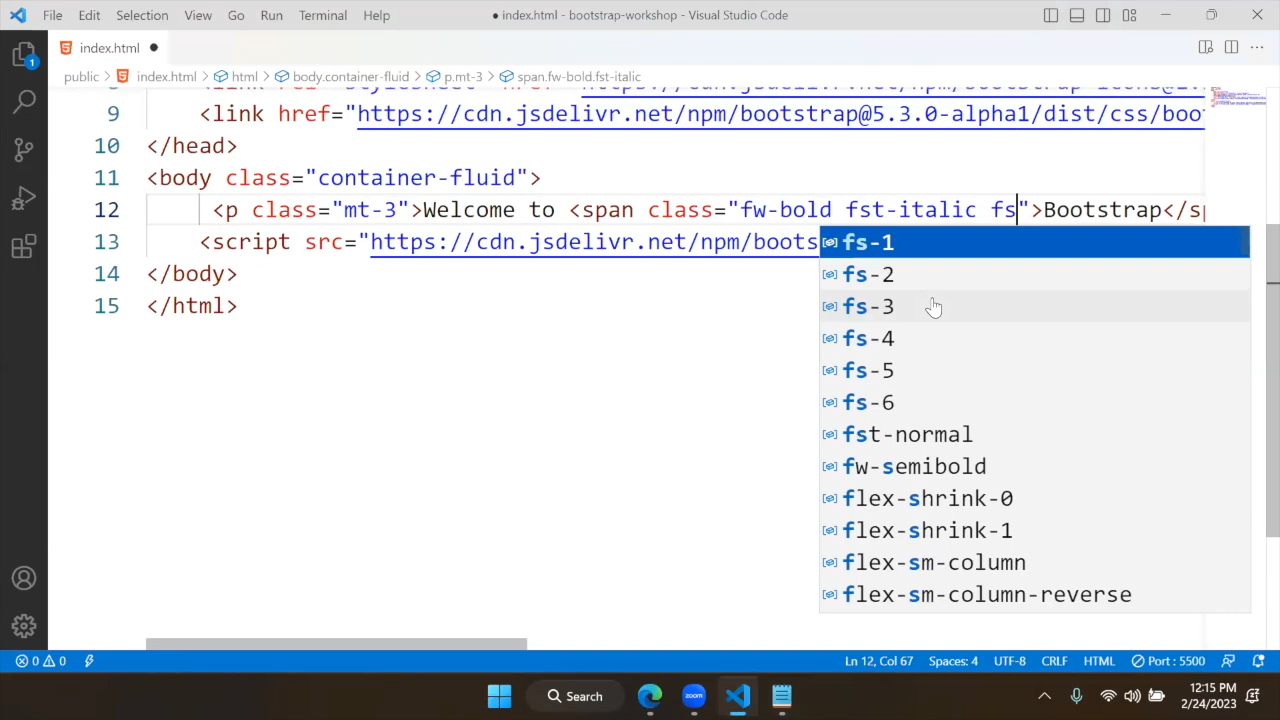 File Edit Selection View Go Run Terminal Help ● index.html - bootstrap-workshop - Visual Studio Code
index.html ●
public > index.html > html > body.container-fluid > p.mt-3 > span.fw-bold.fst-italic
9 <link href="https://cdn.jsdelivr.net/npm/bootstrap@5.3.0-alpha1/dist/css/boo
10 </head>
11 <body class="container-fluid">
12 <p class="mt-3">Welcome to <span class="fw-bold fst-italic fs">Bootstrap</sp
13 <script src="https://cdn.jsdelivr.net/npm/boots
14 </body>
15 </html>
fs-1
fs-2
fs-3
fs-4
fs-5
fs-6
fst-normal
fw-semibold
flex-shrink-0
flex-shrink-1
flex-sm-column
flex-sm-column-reverse
1
0 0 Ln 12, Col 67 Spaces: 4 UTF-8 CRLF HTML Port : 5500
Search
zoom
12:15 PM
2/24/2023